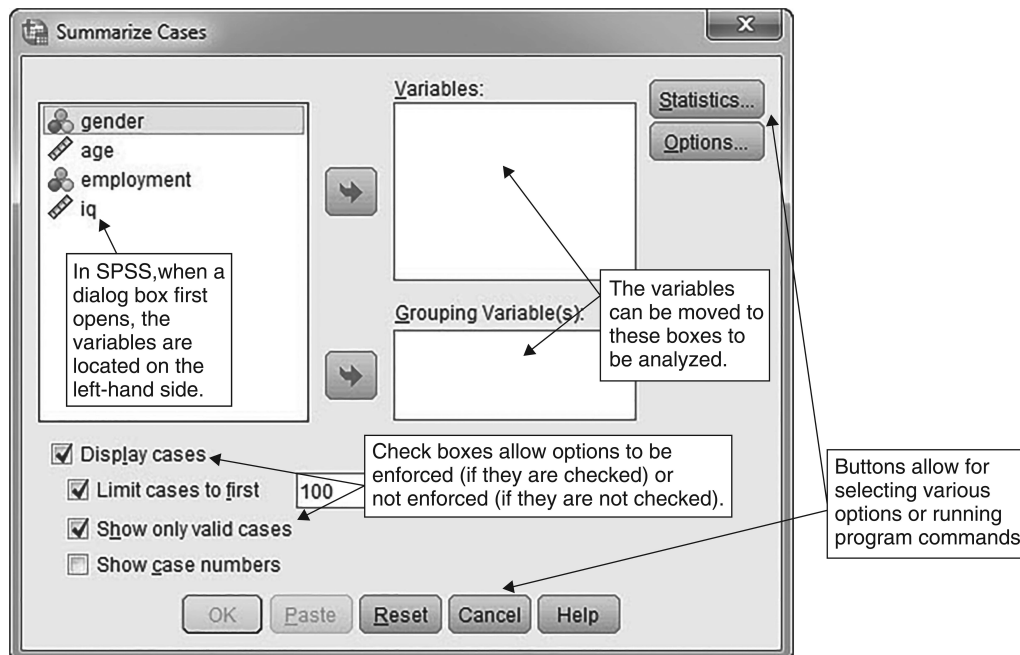 Summarize Cases
X
gender
age
employment
iq
In SPSS,when a
dialog box first
opens, the
variables are
located on the
left-hand side.
Variables:
Grouping Variable(s):
The variables
can be moved to
these boxes to
be analyzed.
Statistics...
Options...
Display cases
Limit cases to first 100
Show only valid cases
Show case numbers
Check boxes allow options to be
enforced (if they are checked) or
not enforced (if they are not checked).
Buttons allow for
selecting various
options or running
program commands
OK Paste Reset Cancel Help